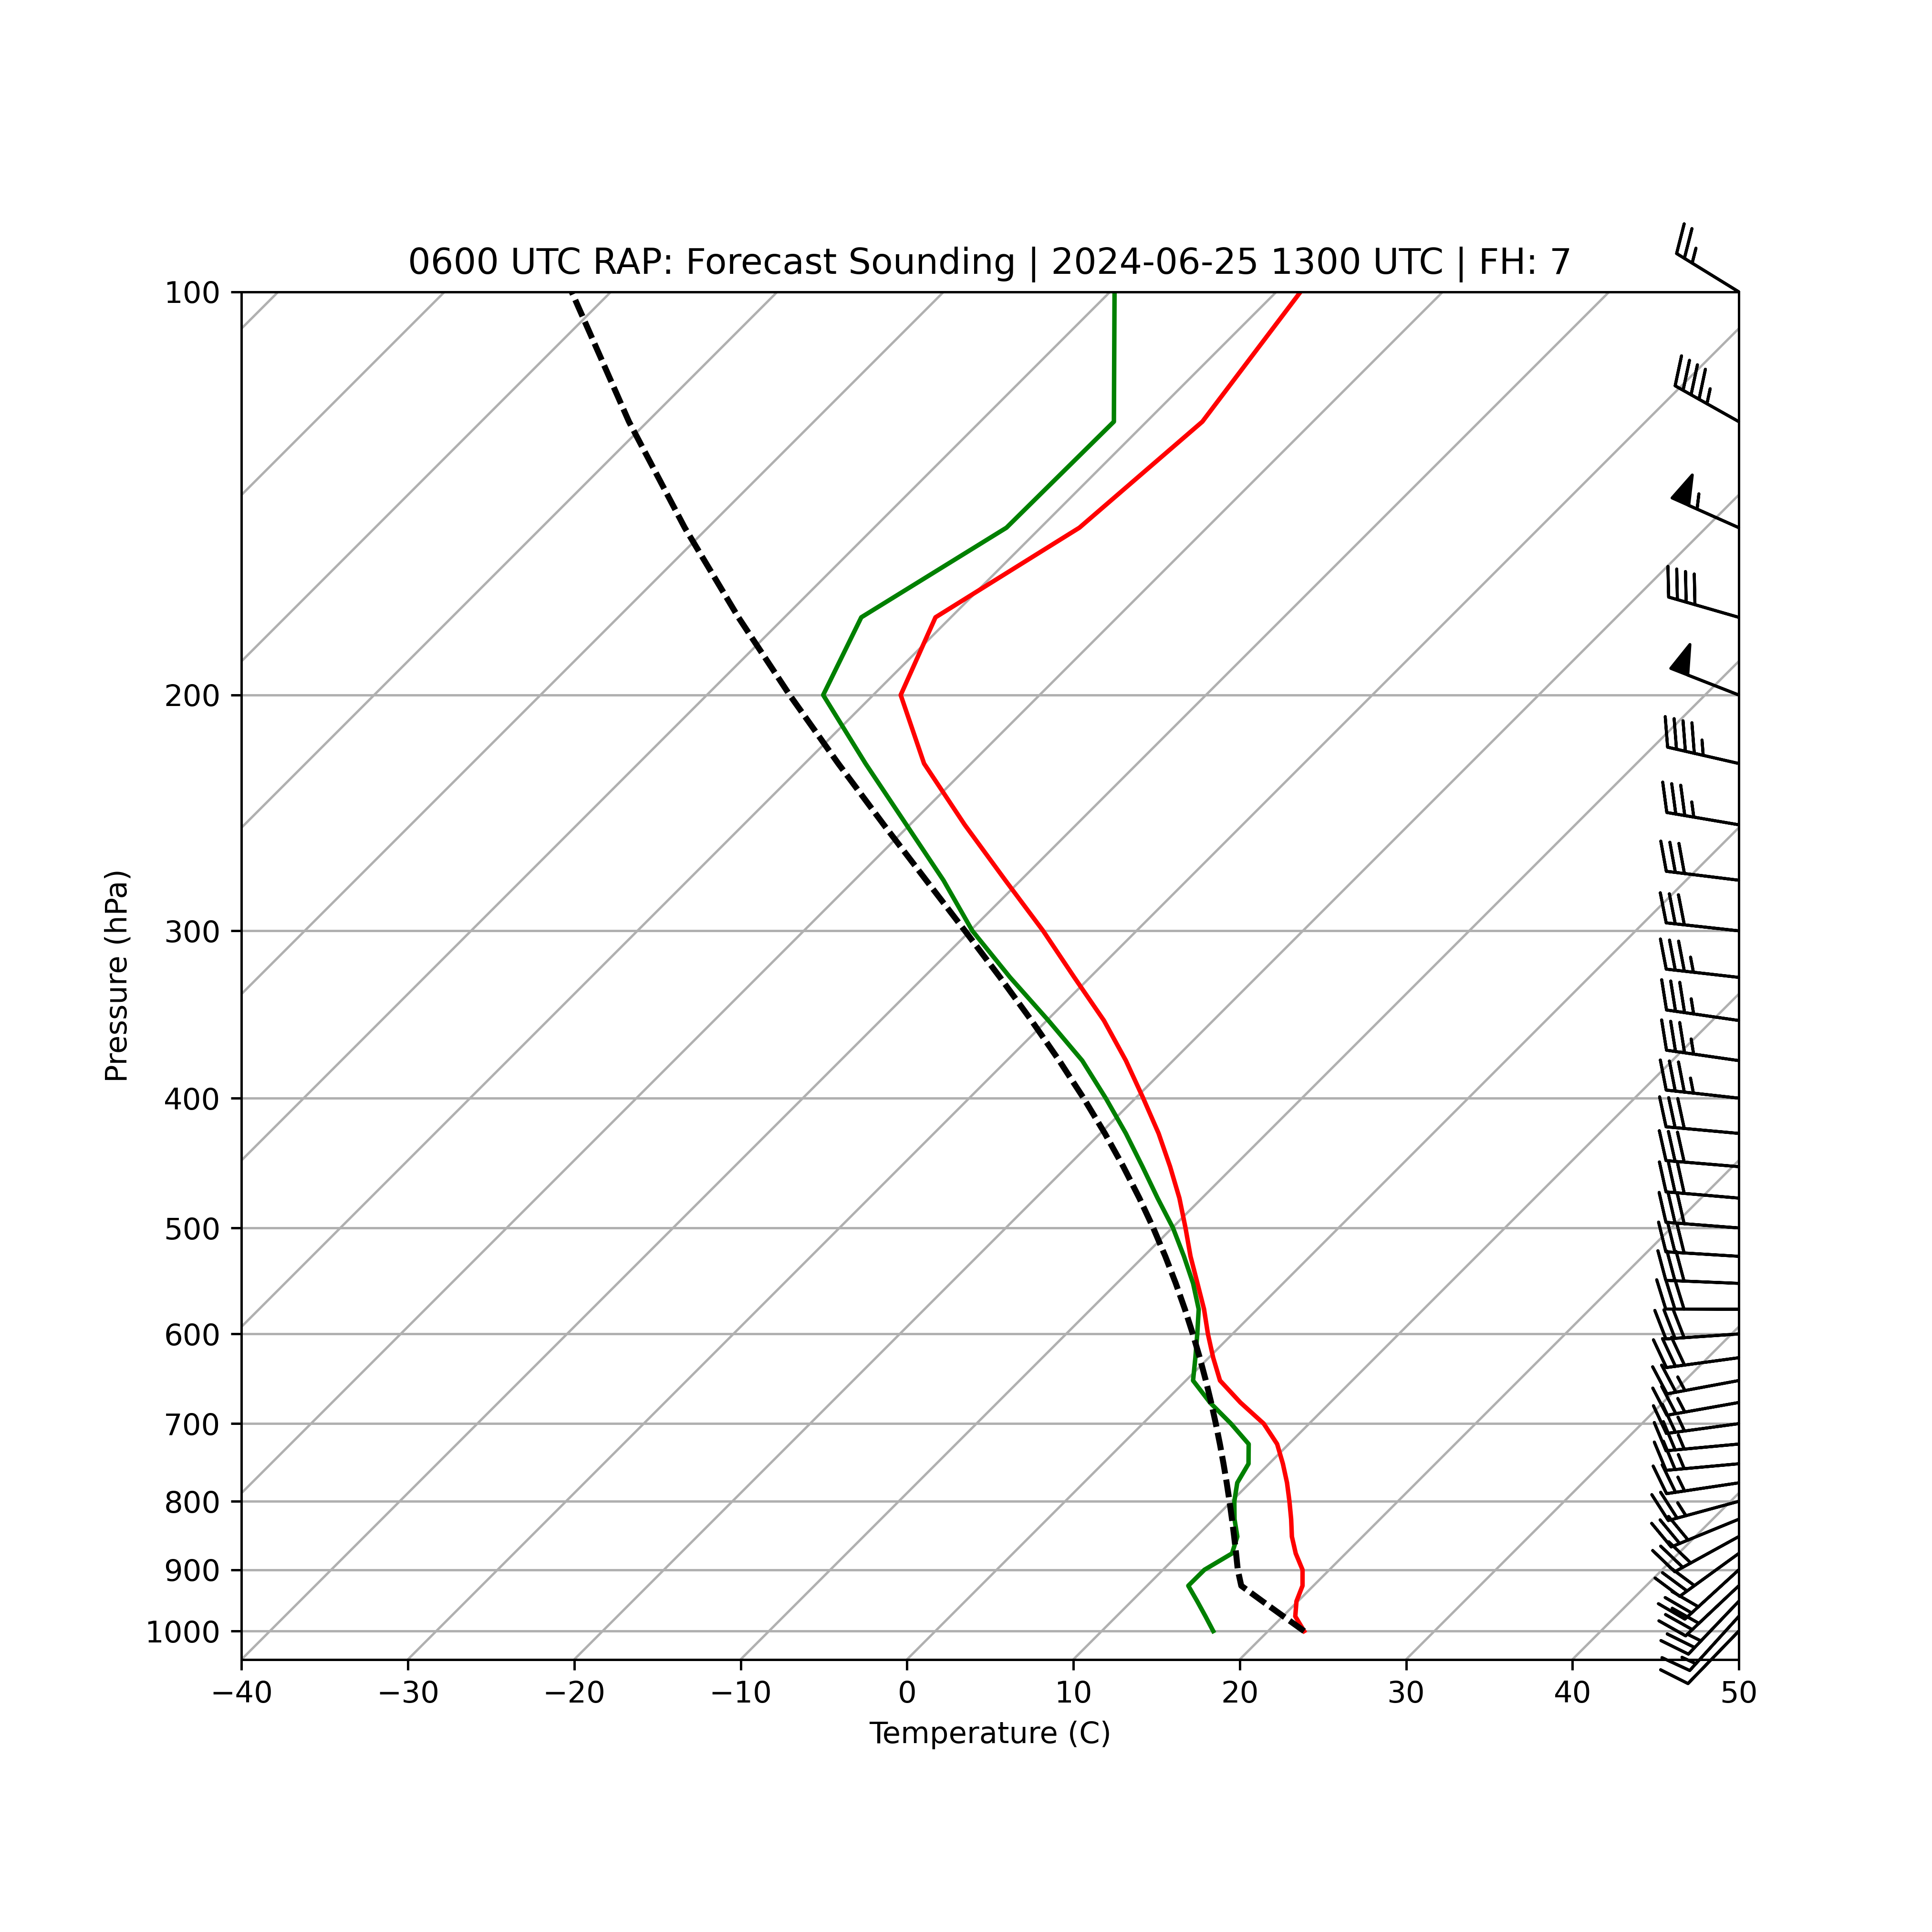 0600 UTC RAP: Forecast Sounding | 2024-06-25 1300 UTC | FH: 7
100
200
300
400
500
600
700
800
900
1000
Pressure (hPa)
−40 −30 −20 −10 0 10 20 30 40 50
Temperature (C)